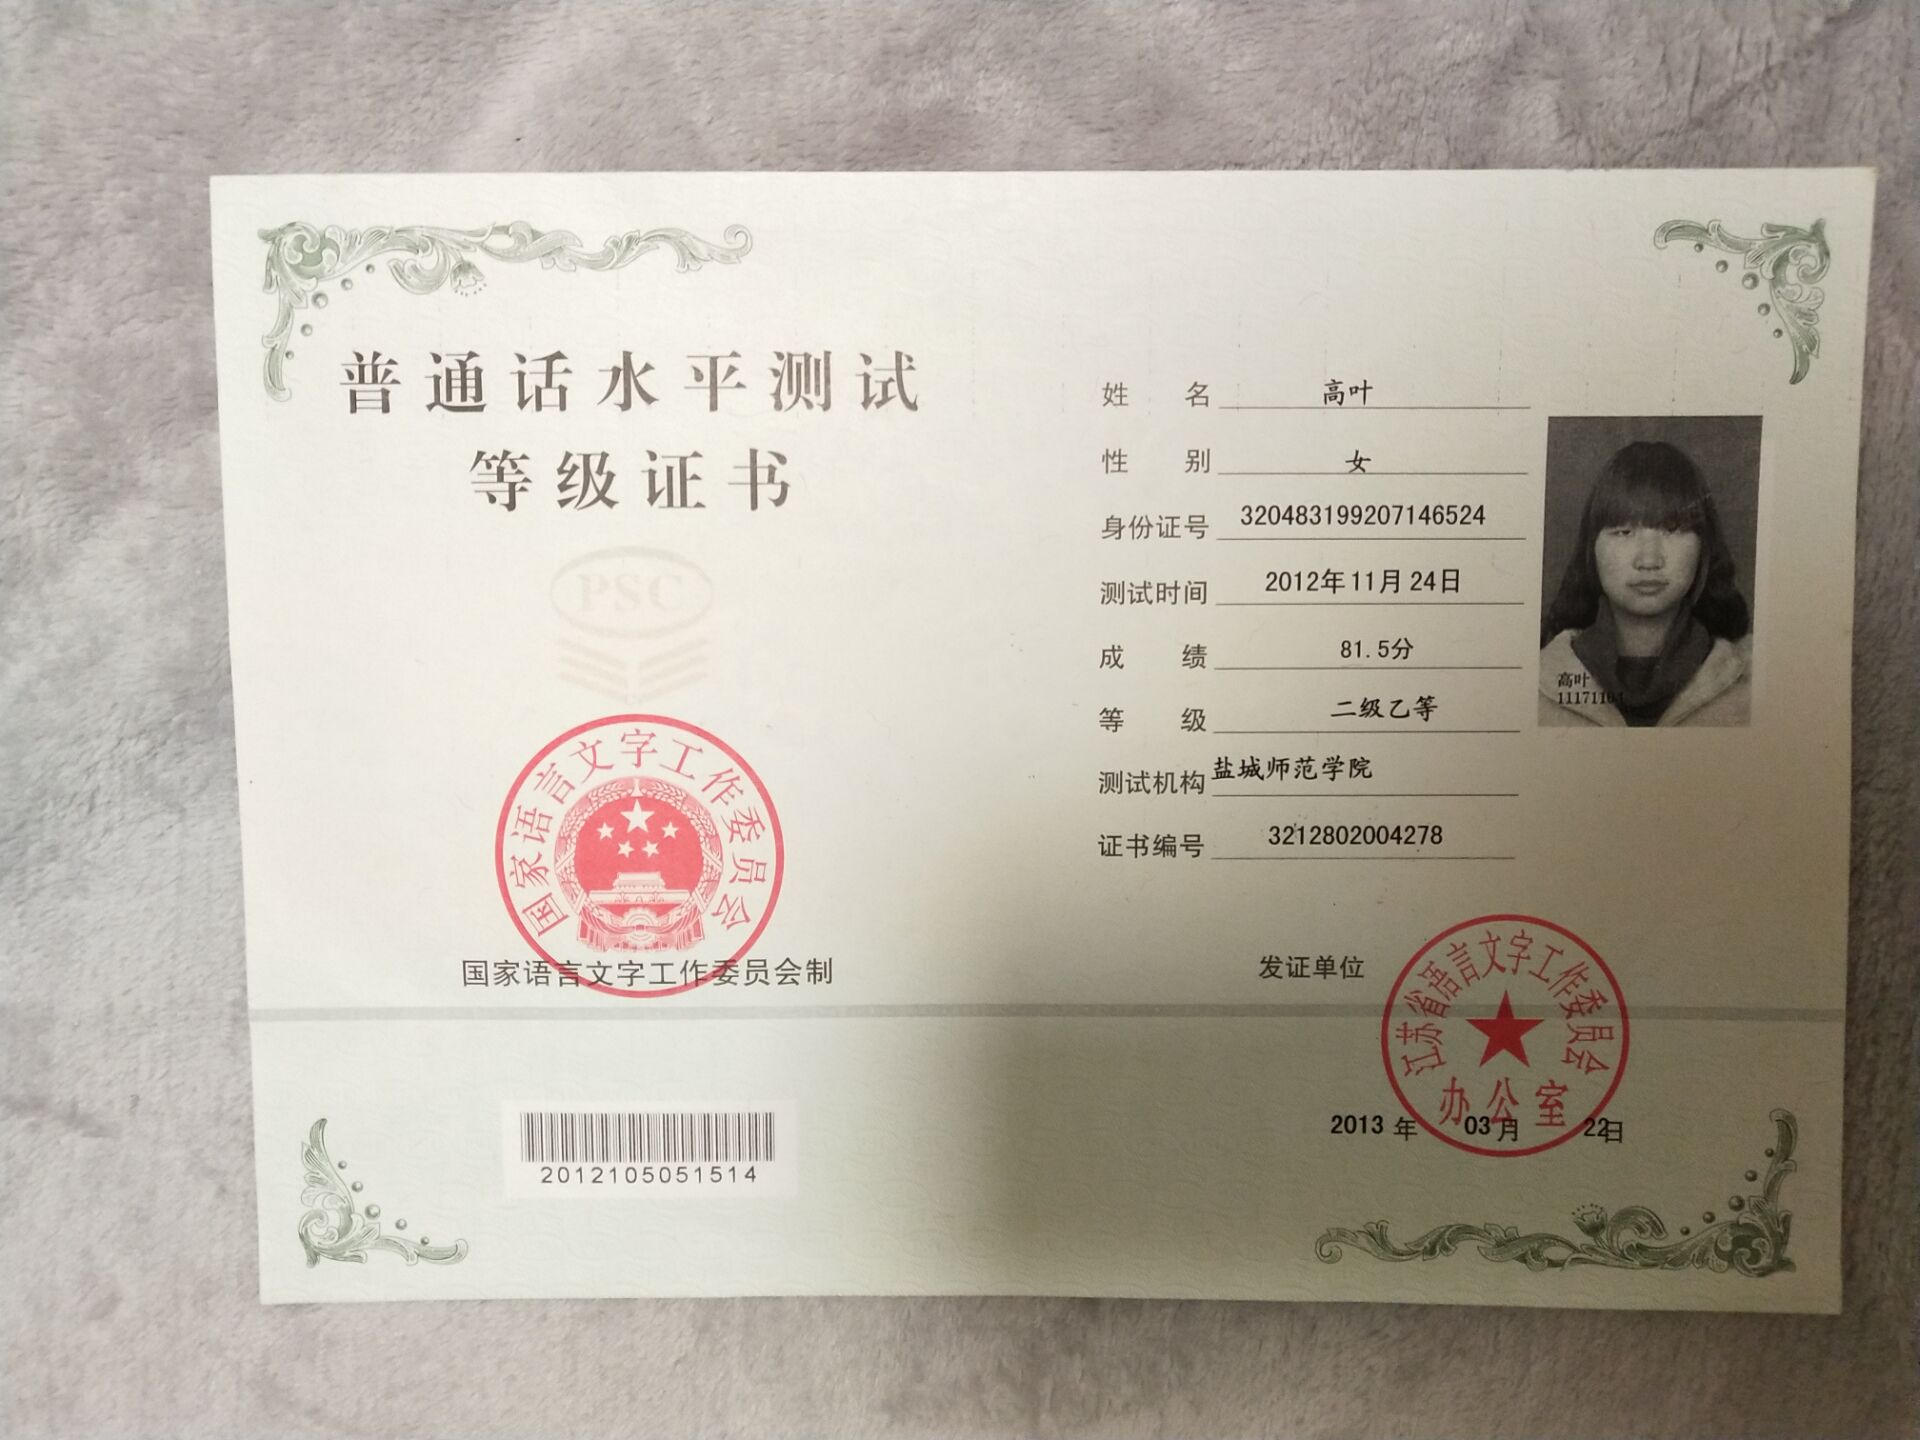 普通话水平测试
等级证书
PSC
国家语言文字工作委员会
国家语言文字工作委员会制
2012105051514
姓 名 高叶
性 别 女
身份证号 320483199207146524
测试时间 2012年11月24日
成 绩 81.5分
等 级 二级乙等
测试机构 盐城师范学院
证书编号 3212802004278
高叶
发证单位
江苏省语言文字工作委员会
办公室
2013 年 03 月 22日